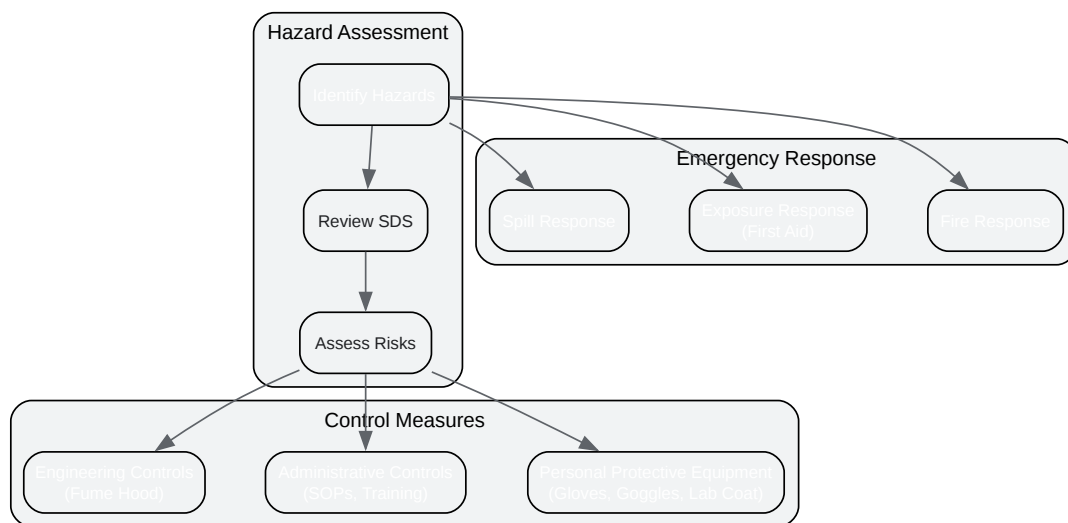 Hazard Assessment
Identify Hazards
Emergency Response
Review SDS
Spill Response
Exposure Response
(First Aid)
Fire Response
Assess Risks
Control Measures
Engineering Controls
(Fume Hood)
Administrative Controls
(SOPs, Training)
Personal Protective Equipment
(Gloves, Goggles, Lab Coat)